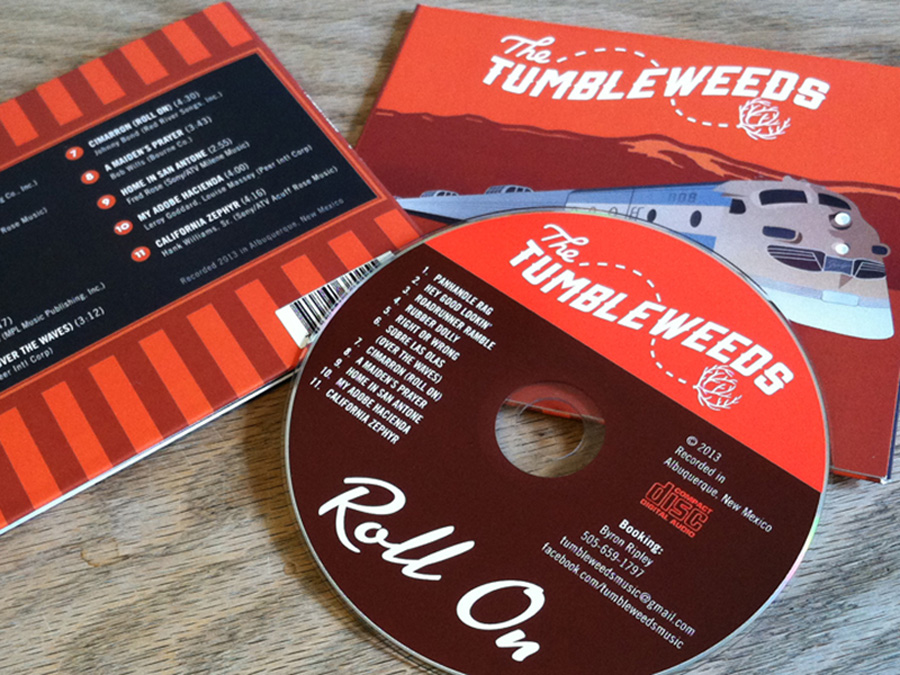 7 CIMARRON (ROLL ON) (4:30)
Johnny Bond (Red River Songs, Inc.)
8 A MAIDEN'S PRAYER (3:43)
Bob Wills (Bourne Co.)
9 HOME IN SAN ANTONE (2:55)
Fred Rose (Sony/ATV Milene Music)
10 MY ADOBE HACIENDA (4:00)
Leroy Goddard, Louise Massey (Peer Intl Corp)
11 CALIFORNIA ZEPHYR (4:16)
Hank Williams, Sr. (Sony/ATV Acuff Rose Music)
Recorded 2013 in Albuquerque, New Mexico
Co., Inc.)
Rose Music)
(MPL Music Publishing, Inc.)
OVER THE WAVES) (3:12)
Intl Corp)
The
TUMBLEWEEDS
808
The
TUMBLEWEEDS
1. PANHANDLE RAG
2. HEY GOOD LOOKIN'
3. ROADRUNNER RAMBLE
4. RUBBER DOLLY
5. RIGHT OR WRONG
6. SOBRE LAS OLAS
(OVER THE WAVES)
7. CIMARRON (ROLL ON)
8. A MAIDEN'S PRAYER
9. HOME IN SAN ANTONE
10. MY ADOBE HACIENDA
11. CALIFORNIA ZEPHYR
© 2013
Recorded in
Albuquerque, New Mexico
COMPACT
disc
DIGITAL AUDIO
Booking:
Byron Ripley
505-659-1797
tumbleweedsmusic@gmail.com
facebook.com/tumbleweedsmusic
Roll On